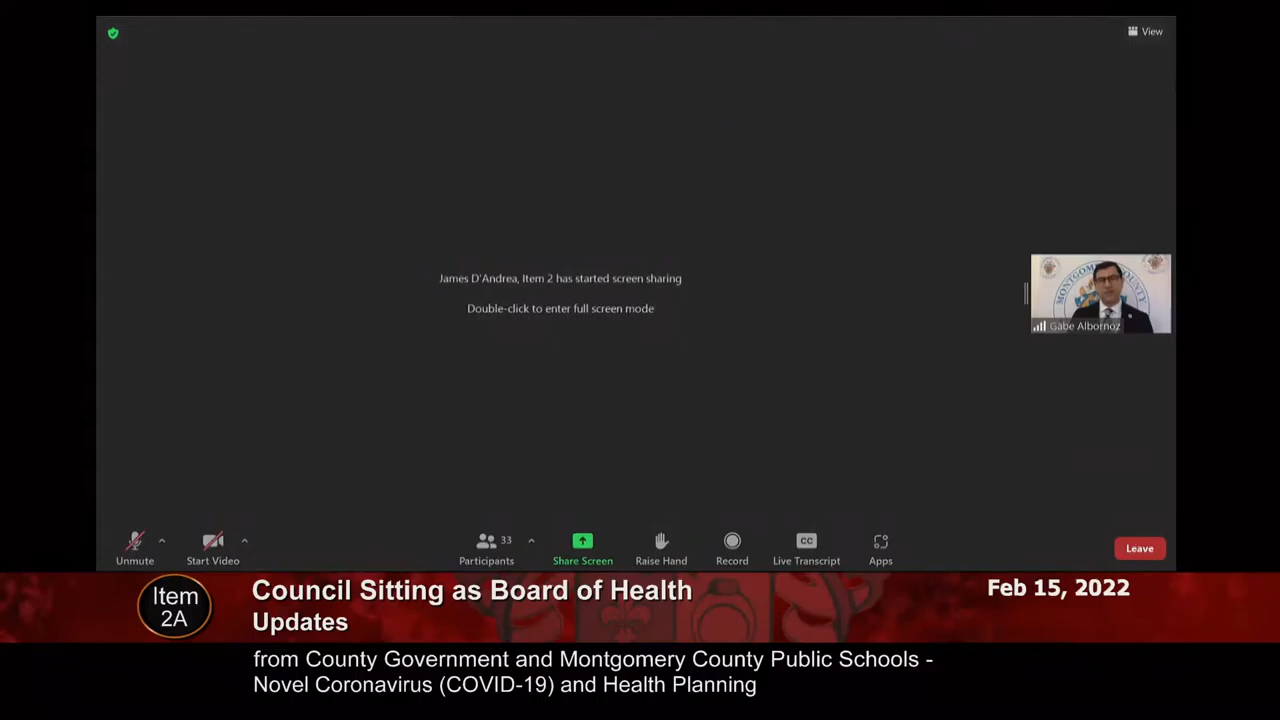 View
James D'Andrea, Item 2 has started screen sharing
Double-click to enter full screen mode
MONTGOMERY COUNTY
Gabe Albornoz
33
CC
Unmute
Start Video
Participants
Share Screen
Raise Hand
Record
Live Transcript
Apps
Leave
Item
2A
Council Sitting as Board of Health
Updates
Feb 15, 2022
from County Government and Montgomery County Public Schools -
Novel Coronavirus (COVID-19) and Health Planning